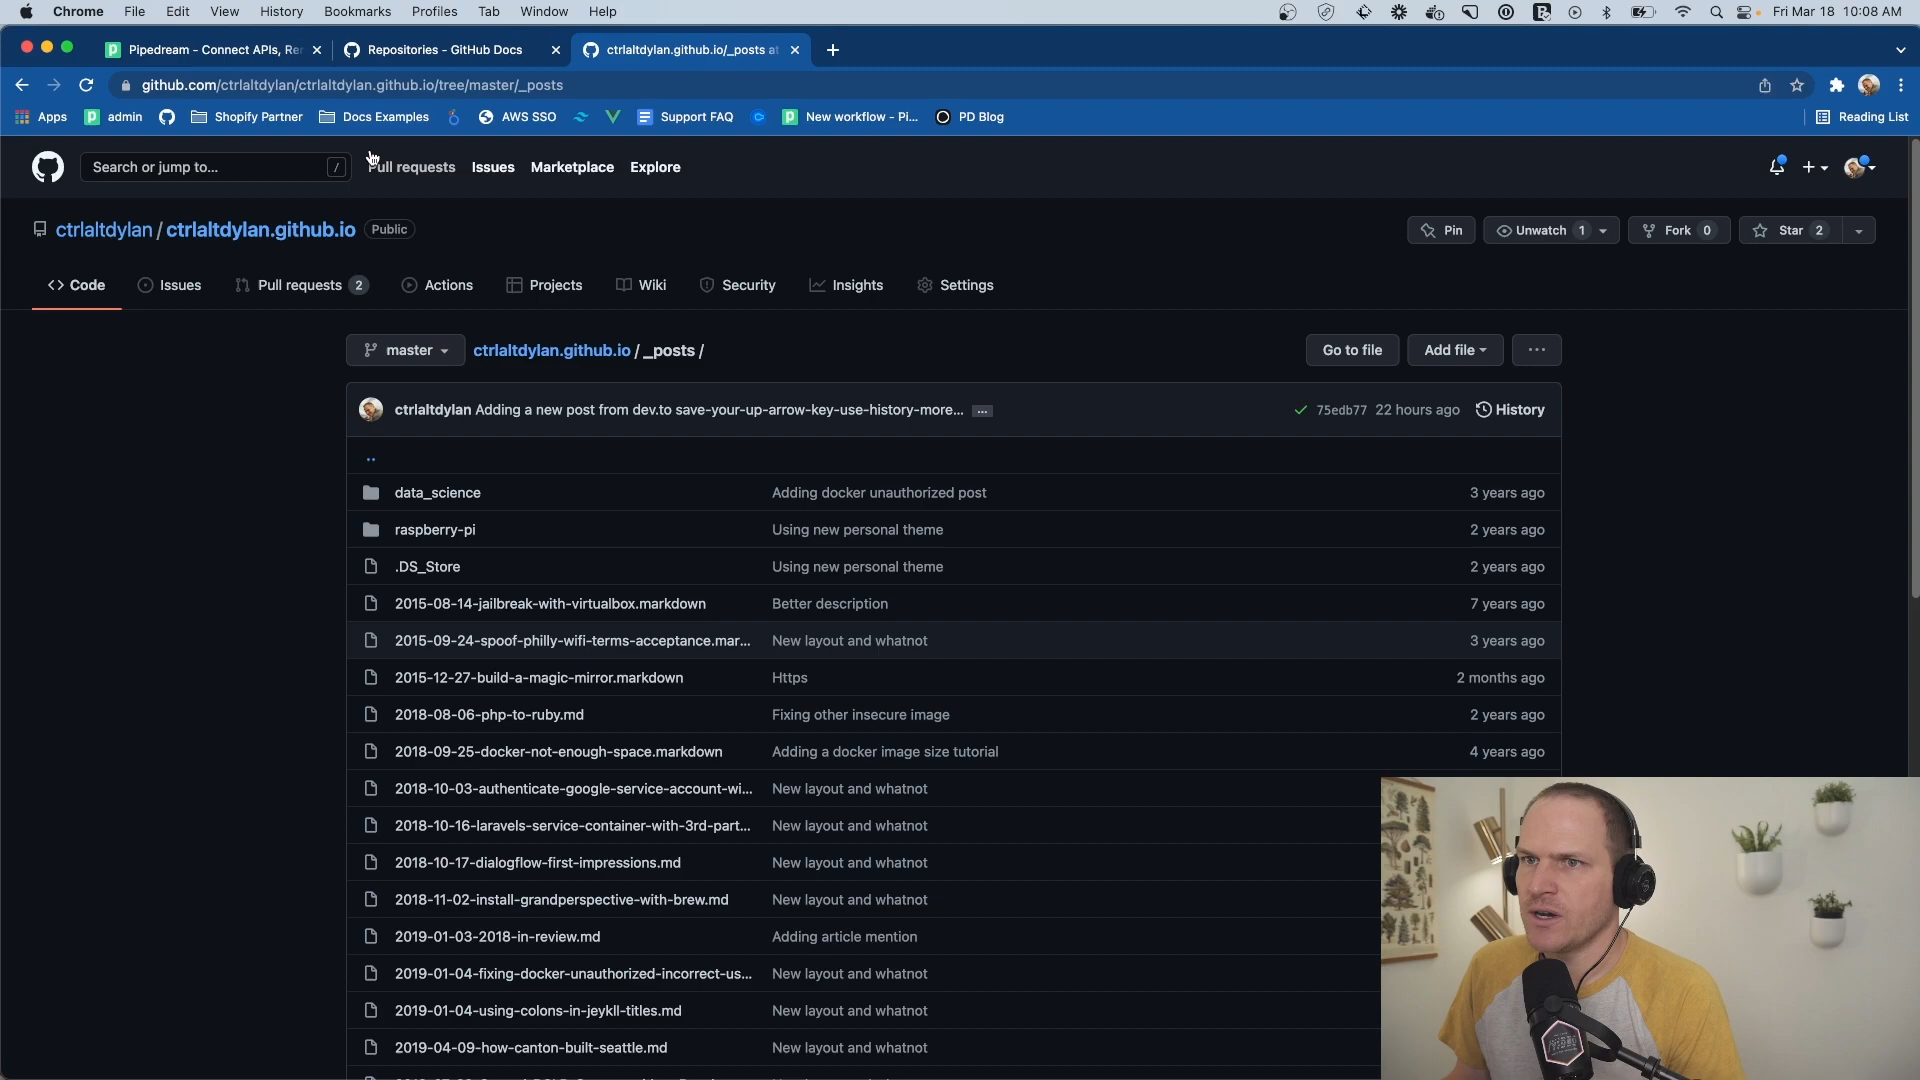 Chrome File Edit View History Bookmarks Profiles Tab Window Help Fri Mar 18 10:08 AM
Pipedream - Connect APIs, Re Repositories - GitHub Docs ctrlaltdylan.github.io/_posts at
github.com/ctrlaltdylan/ctrlaltdylan.github.io/tree/master/_posts
Apps admin Shopify Partner Docs Examples AWS SSO Support FAQ New workflow - Pi... PD Blog Reading List
Search or jump to... / Pull requests Issues Marketplace Explore
ctrlaltdylan / ctrlaltdylan.github.io Public Pin Unwatch 1 Fork 0 Star 2
<> Code Issues Pull requests 2 Actions Projects Wiki Security Insights Settings
master ctrlaltdylan.github.io / _posts / Go to file Add file ...
ctrlaltdylan Adding a new post from dev.to save-your-up-arrow-key-use-history-more... ... 75edb77 22 hours ago History
..
data_science Adding docker unauthorized post 3 years ago
raspberry-pi Using new personal theme 2 years ago
.DS_Store Using new personal theme 2 years ago
2015-08-14-jailbreak-with-virtualbox.markdown Better description 7 years ago
2015-09-24-spoof-philly-wifi-terms-acceptance.mar... New layout and whatnot 3 years ago
2015-12-27-build-a-magic-mirror.markdown Https 2 months ago
2018-08-06-php-to-ruby.md Fixing other insecure image 2 years ago
2018-09-25-docker-not-enough-space.markdown Adding a docker image size tutorial 4 years ago
2018-10-03-authenticate-google-service-account-wi... New layout and whatnot
2018-10-16-laravels-service-container-with-3rd-part... New layout and whatnot
2018-10-17-dialogflow-first-impressions.md New layout and whatnot
2018-11-02-install-grandperspective-with-brew.md New layout and whatnot
2019-01-03-2018-in-review.md Adding article mention
2019-01-04-fixing-docker-unauthorized-incorrect-us... New layout and whatnot
2019-01-04-using-colons-in-jeykll-titles.md New layout and whatnot
2019-04-09-how-canton-built-seattle.md New layout and whatnot